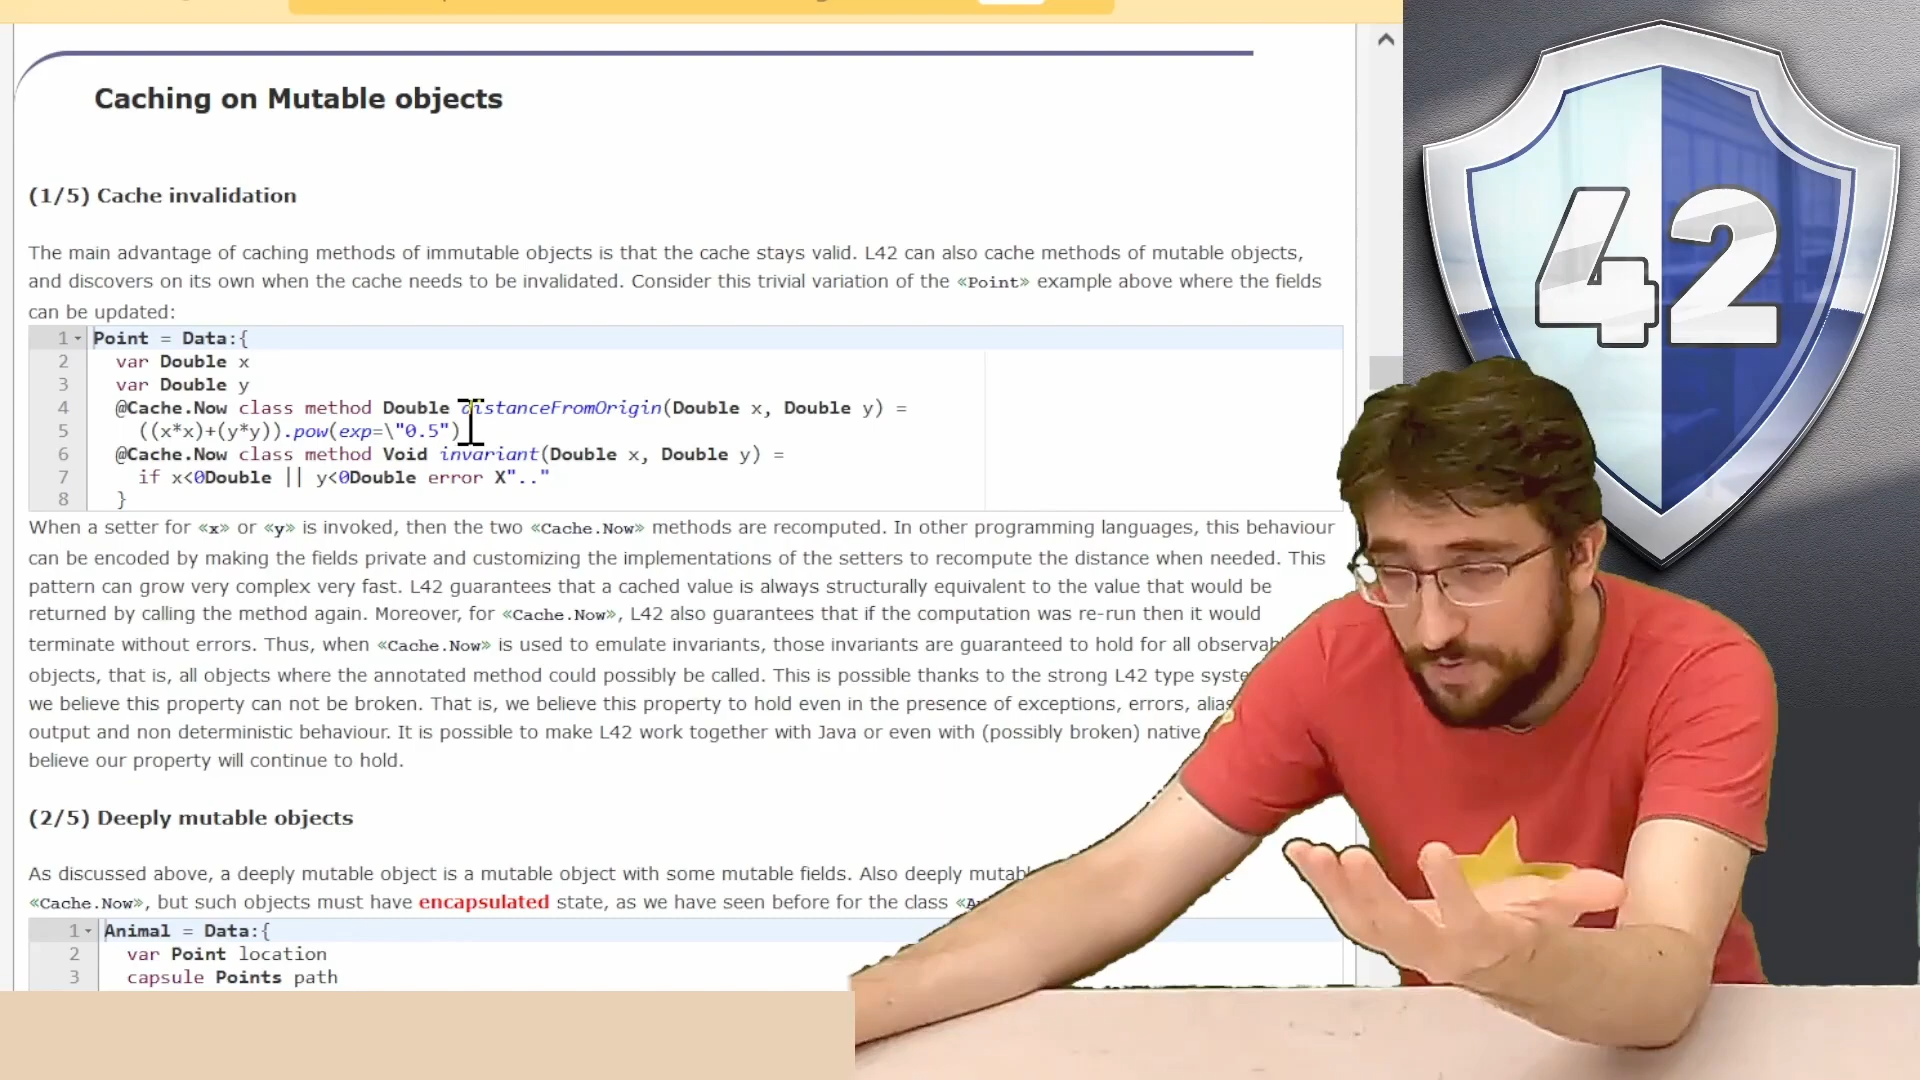 Caching on Mutable objects
(1/5) Cache invalidation
The main advantage of caching methods of immutable objects is that the cache stays valid. L42 can also cache methods of mutable objects,
and discovers on its own when the cache needs to be invalidated. Consider this trivial variation of the «Point» example above where the fields
can be updated:
1 Point = Data:{
2 var Double x
3 var Double y
4 @Cache.Now class method Double distanceFromOrigin(Double x, Double y) =
5 ((x*x)+(y*y)).pow(exp=\"0.5")
6 @Cache.Now class method Void invariant(Double x, Double y) =
7 if x<0Double || y<0Double error X".."
8 }
When a setter for «x» or «y» is invoked, then the two «Cache.Now» methods are recomputed. In other programming languages, this behaviour
can be encoded by making the fields private and customizing the implementations of the setters to recompute the distance when needed. This
pattern can grow very complex very fast. L42 guarantees that a cached value is always structurally equivalent to the value that would be
returned by calling the method again. Moreover, for «Cache.Now», L42 also guarantees that if the computation was re-run then it would
terminate without errors. Thus, when «Cache.Now» is used to emulate invariants, those invariants are guaranteed to hold for all
objects, that is, all objects where the annotated method could possibly be called. This is possible thanks to the strong L42 type
we believe this property can not be broken. That is, we believe this property to hold even in the presence of exceptions, errors,
output and non deterministic behaviour. It is possible to make L42 work together with Java or even with (possibly broken) native
believe our property will continue to hold.
(2/5) Deeply mutable objects
As discussed above, a deeply mutable object is a mutable object with some mutable fields. Also deeply
«Cache.Now», but such objects must have encapsulated state, as we have seen before for the class
1 Animal = Data:{
2 var Point location
3 capsule Points path
42